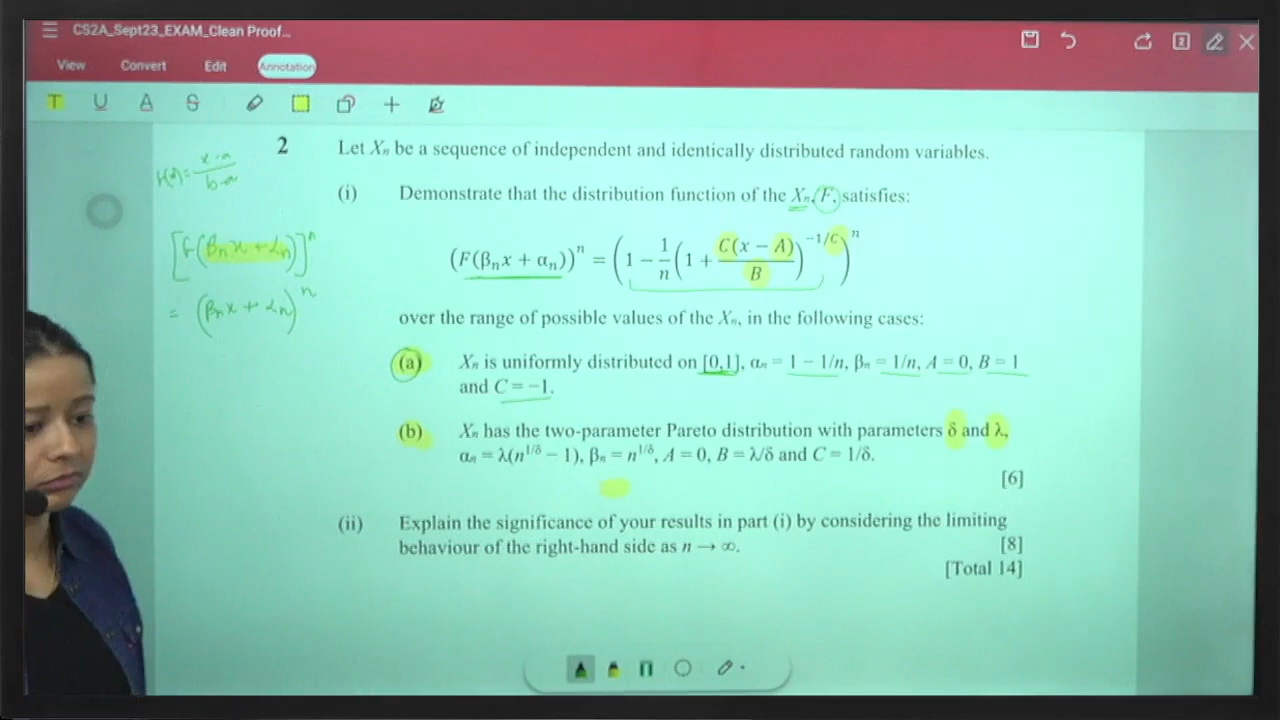 CS2A_Sept23_EXAM_Clean Proof...
View Convert Edit Annotation
T U A S
2 Let Xₙ be a sequence of independent and identically distributed random variables.
F(x) = x-a / b-a
(i) Demonstrate that the distribution function of the Xₙ, F, satisfies:
[F(βₙx + αₙ)]ⁿ
(F(βₙx + αₙ))ⁿ = (1 − 1/n (1 + C(x − A)/B)^(−1/C))ⁿ
= (βₙx + αₙ)ⁿ
over the range of possible values of the Xₙ, in the following cases:
(a) Xₙ is uniformly distributed on [0,1], αₙ = 1 − 1/n, βₙ = 1/n, A = 0, B = 1
and C = −1.
(b) Xₙ has the two-parameter Pareto distribution with parameters δ and λ,
αₙ = λ(n^(1/δ) − 1), βₙ = n^(1/δ), A = 0, B = λ/δ and C = 1/δ.
[6]
(ii) Explain the significance of your results in part (i) by considering the limiting
behaviour of the right-hand side as n → ∞. [8]
[Total 14]